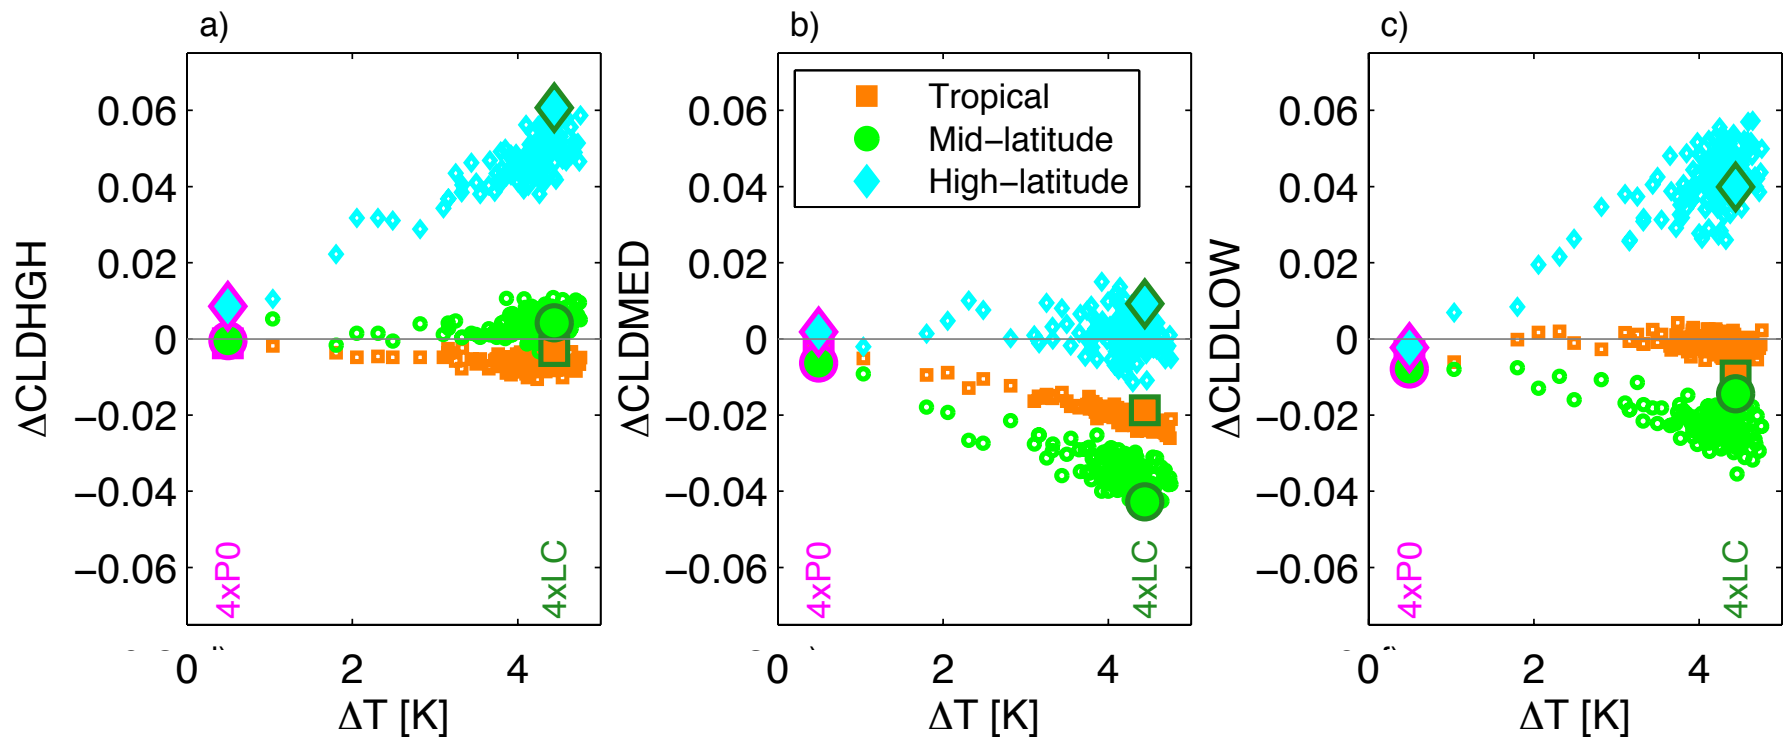 a)
b)
c)
0.06
0.04
0.02
0
−0.02
−0.04
−0.06
ΔCLDHGH
4xP0
4xLC
0
2
4
ΔT [K]
0.06
0.04
0.02
0
−0.02
−0.04
−0.06
ΔCLDMED
Tropical
Mid−latitude
High−latitude
4xP0
4xLC
0
2
4
ΔT [K]
0.06
0.04
0.02
0
−0.02
−0.04
−0.06
ΔCLDLOW
4xP0
4xLC
0
2
4
ΔT [K]